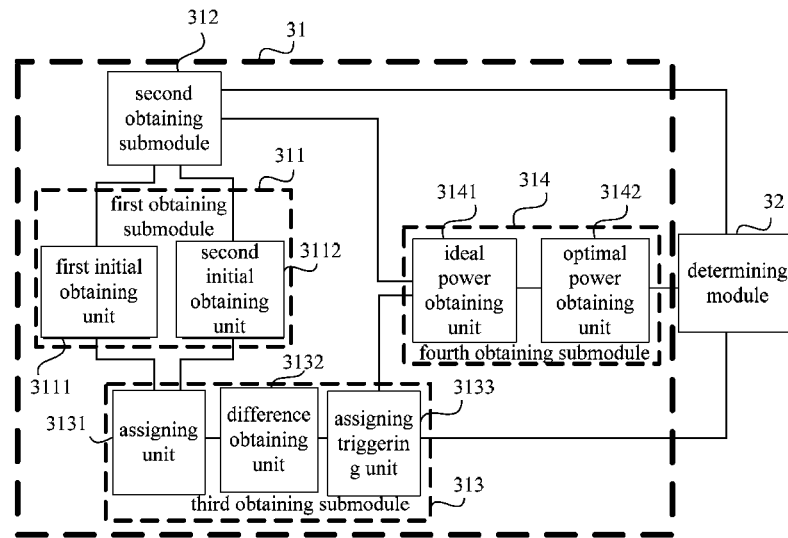 312
31
second
obtaining
submodule
311
first obtaining
submodule
3141
314
3142
32
first initial
obtaining
unit
second
initial
obtaining
unit
3112
ideal
power
obtaining
unit
optimal
power
obtaining
unit
determining
module
fourth obtaining submodule
3111
3132
3133
3131
assigning
unit
difference
obtaining
unit
assigning
triggerin
g unit
third obtaining submodule
313